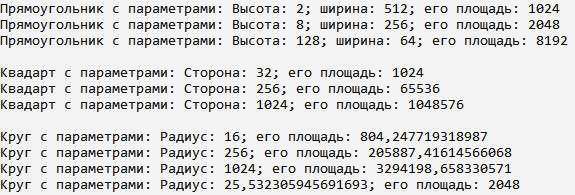 Прямоугольник с параметрами: Высота: 2; ширина: 512; его площадь: 1024
Прямоугольник с параметрами: Высота: 8; ширина: 256; его площадь: 2048
Прямоугольник с параметрами: Высота: 128; ширина: 64; его площадь: 8192
Квадарт с параметрами: Сторона: 32; его площадь: 1024
Квадарт с параметрами: Сторона: 256; его площадь: 65536
Квадарт с параметрами: Сторона: 1024; его площадь: 1048576
Круг с параметрами: Радиус: 16; его площадь: 804,247719318987
Круг с параметрами: Радиус: 256; его площадь: 205887,41614566068
Круг с параметрами: Радиус: 1024; его площадь: 3294198,658330571
Круг с параметрами: Радиус: 25,532305945691693; его площадь: 2048